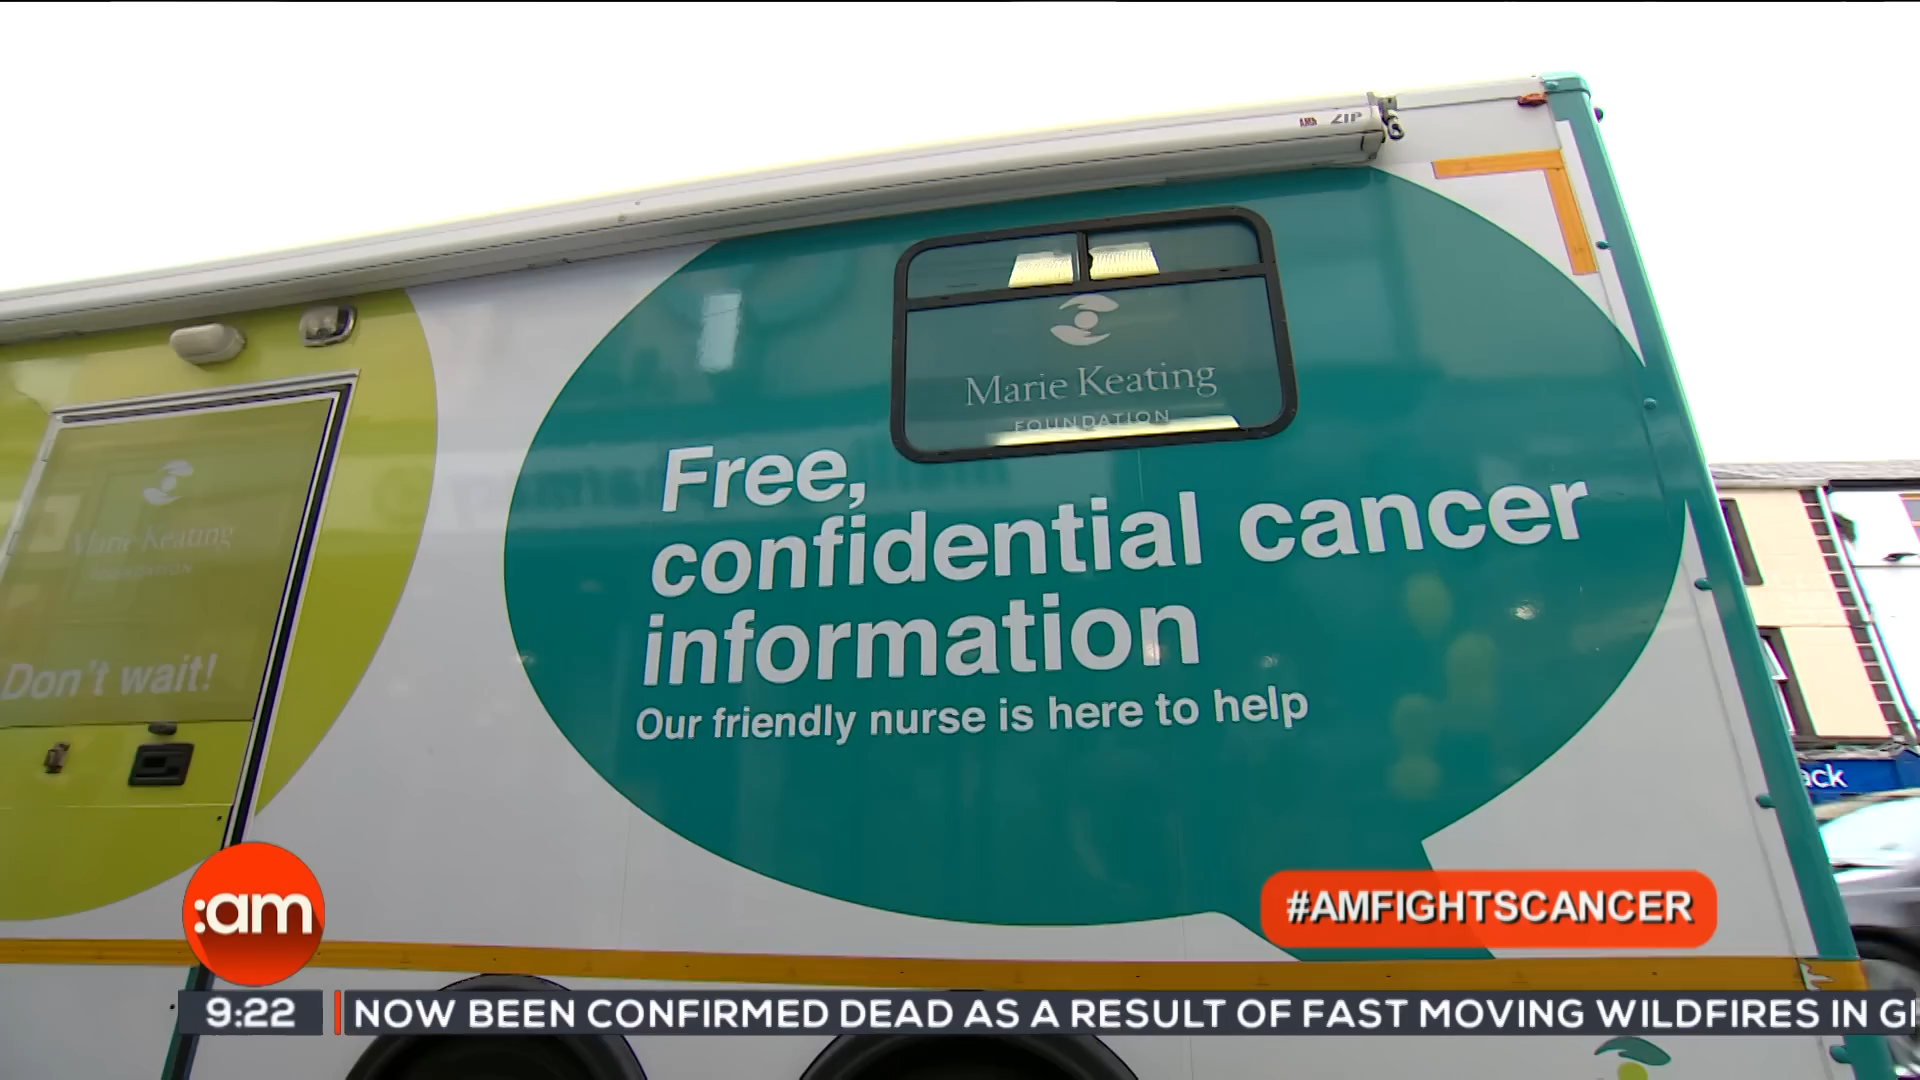 ZIP
Marie Keating
FOUNDATION
Free,
confidential cancer
information
Our friendly nurse is here to help
Marie Keating
FOUNDATION
Don't wait!
ack
:am
#AMFIGHTSCANCER
9:22
NOW BEEN CONFIRMED DEAD AS A RESULT OF FAST MOVING WILDFIRES IN